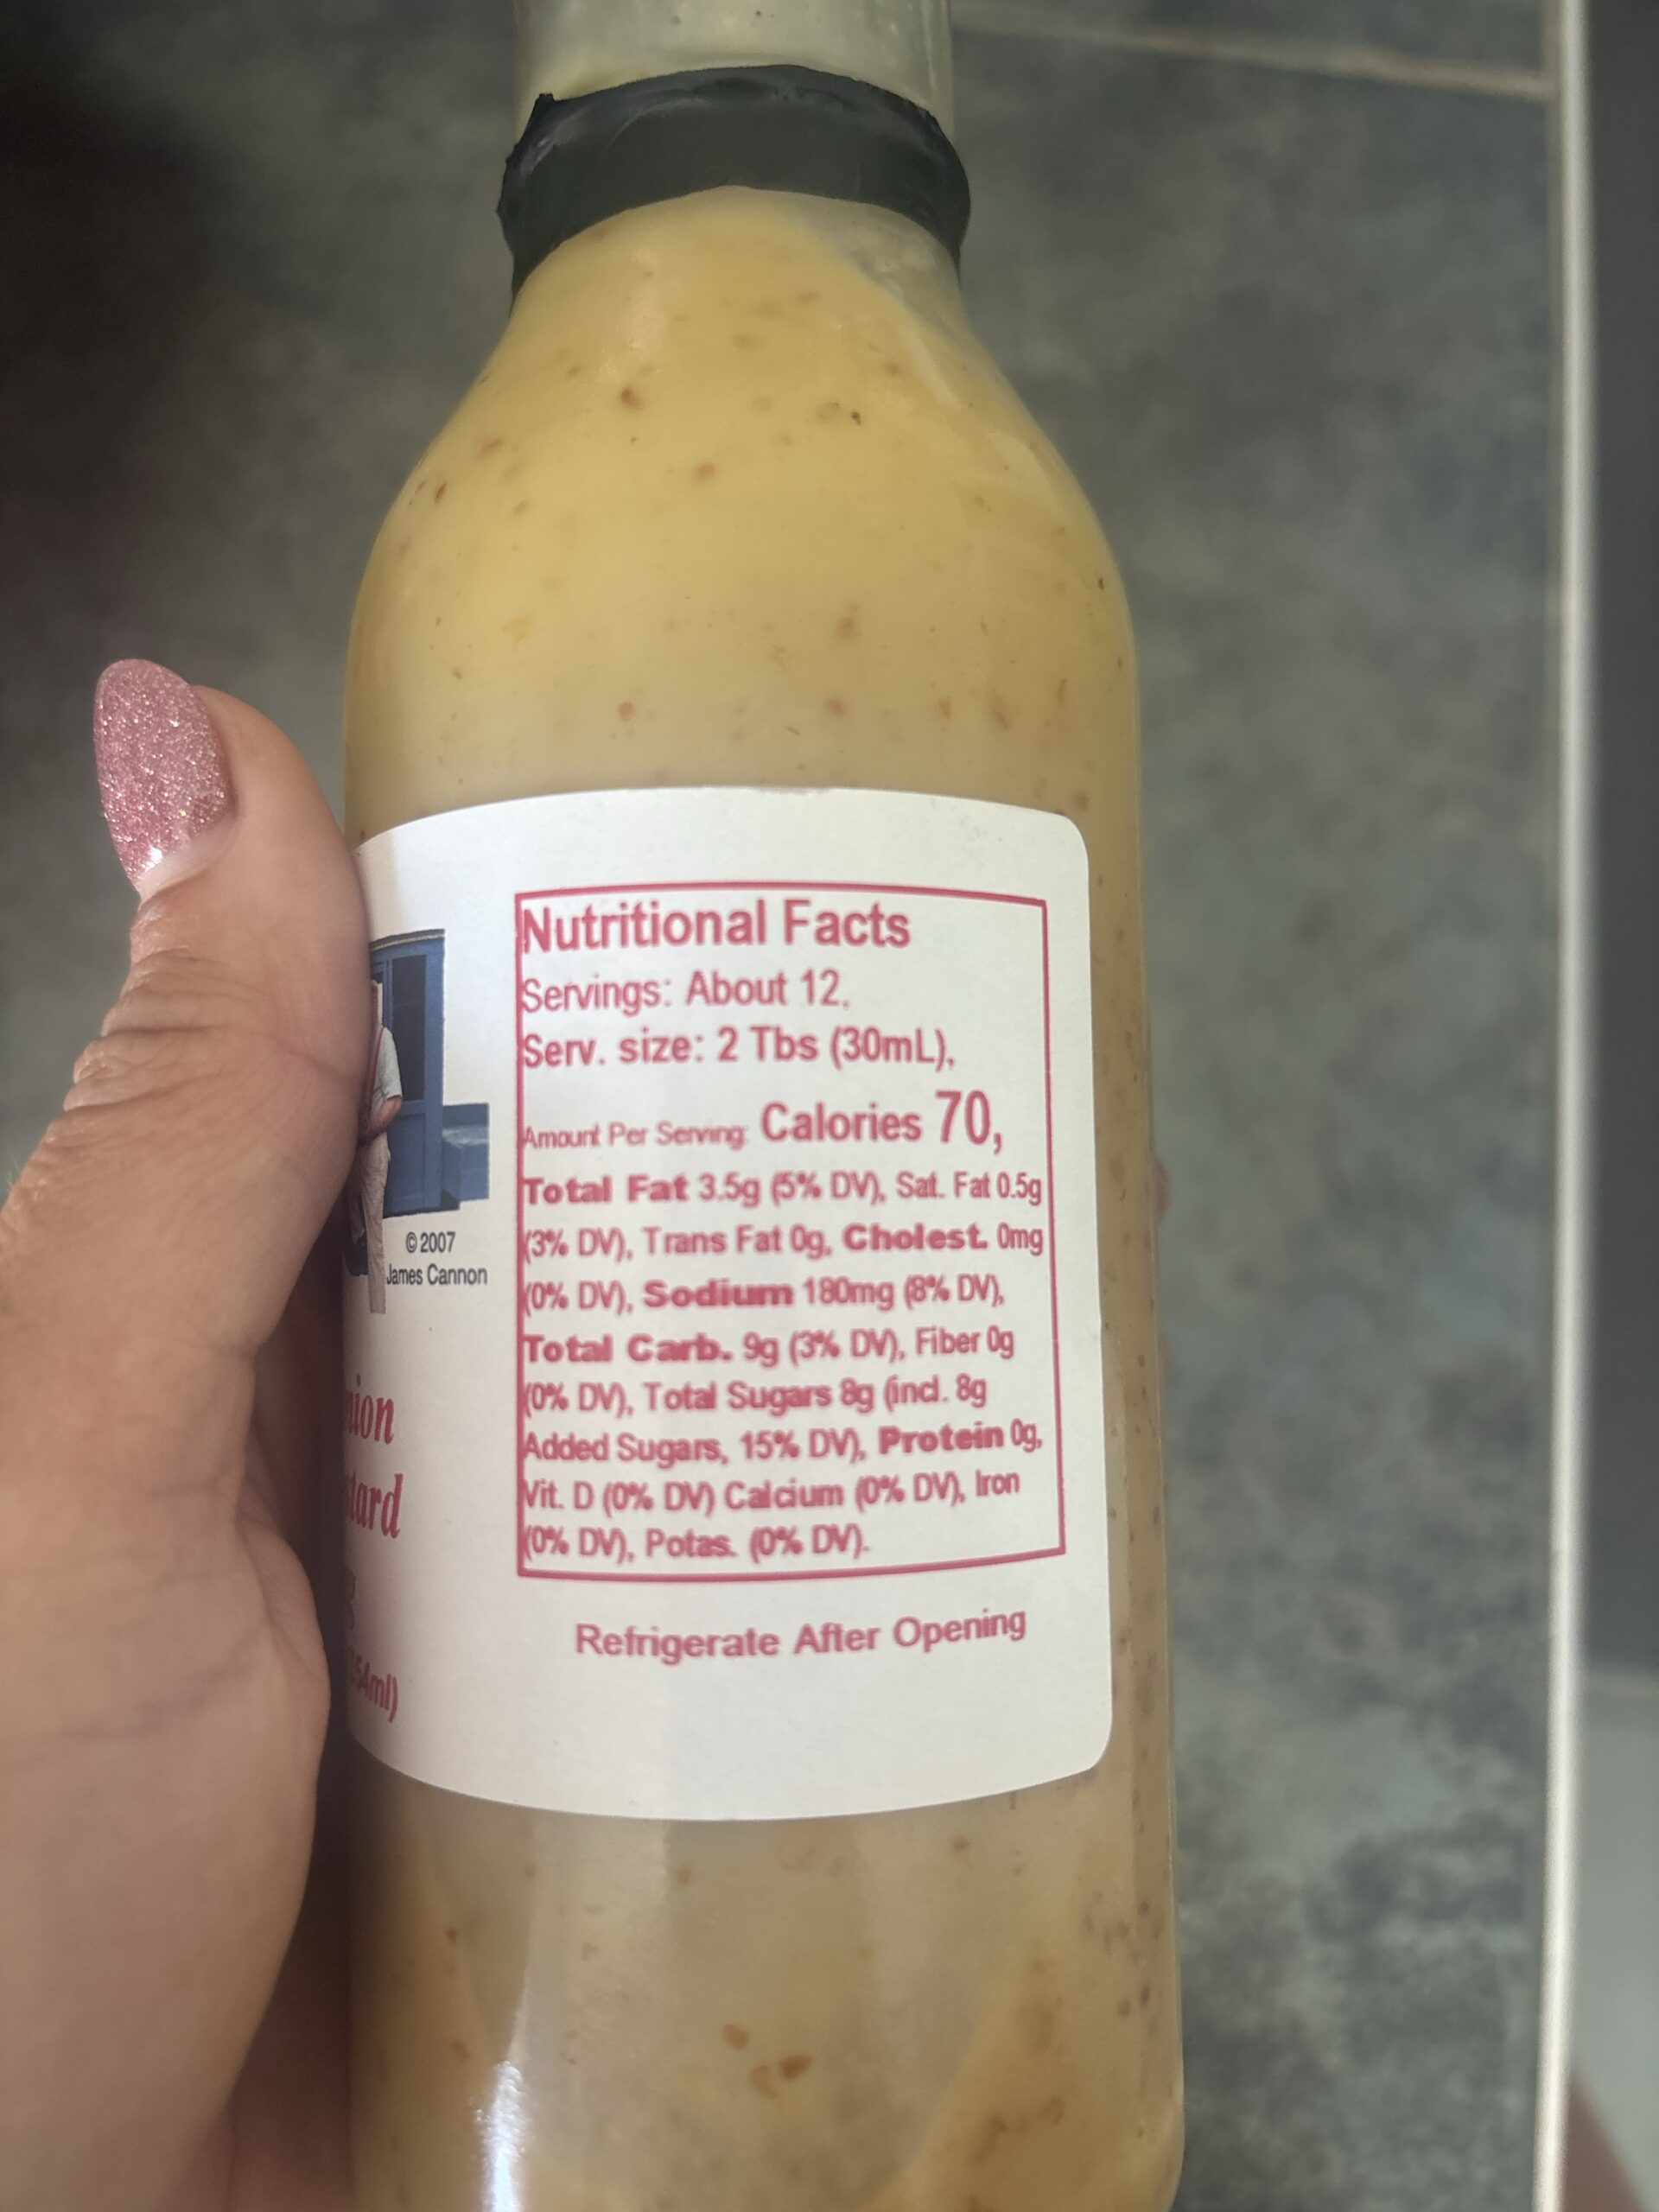 Nutritional Facts
Servings: About 12,
Serv. size: 2 Tbs (30mL),
Amount Per Serving: Calories 70,
Total Fat 3.5g (5% DV), Sat. Fat 0.5g
(3% DV), Trans Fat 0g, Cholest. 0mg
(0% DV), Sodium 180mg (8% DV),
Total Carb. 9g (3% DV), Fiber 0g
(0% DV), Total Sugars 8g (incl. 8g
Added Sugars, 15% DV), Protein 0g,
Vit. D (0% DV) Calcium (0% DV), Iron
(0% DV), Potas. (0% DV).
Refrigerate After Opening
© 2007
James Cannon